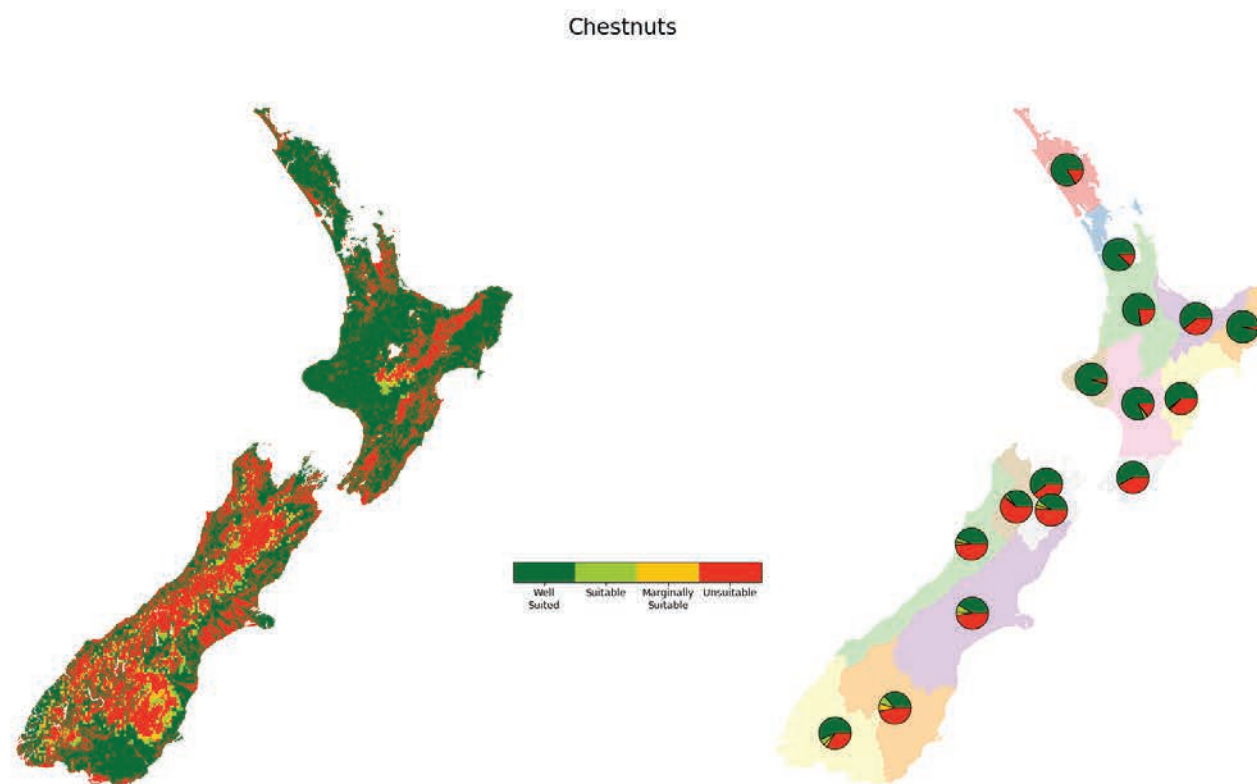 Chestnuts
Well
Suited
Suitable
Marginally
Suitable
Unsuitable